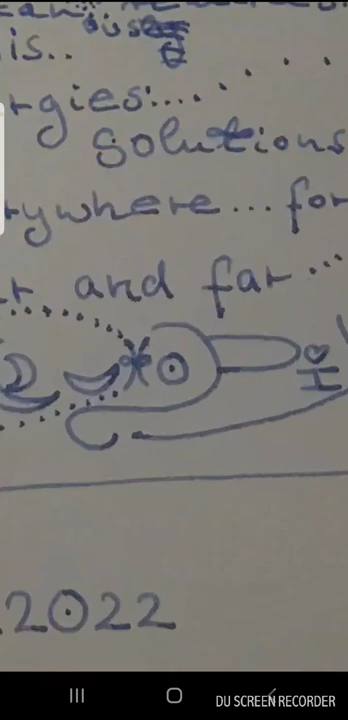 is..
rgies:....
solutions
rywhere... for
and far...
.2022
DU SCREEN RECORDER